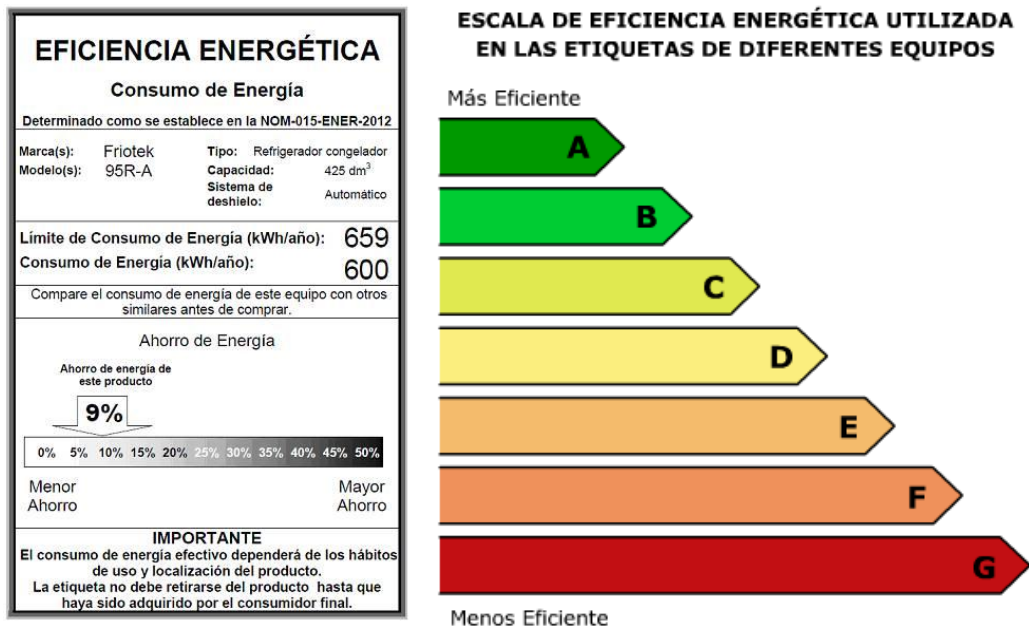 EFICIENCIA ENERGÉTICA
Consumo de Energía
Determinado como se establece en la NOM-015-ENER-2012
Marca(s): Friotek Tipo: Refrigerador congelador
Modelo(s): 95R-A Capacidad: 425 dm³
Sistema de
deshielo: Automático
Límite de Consumo de Energía (kWh/año): 659
Consumo de Energía (kWh/año): 600
Compare el consumo de energía de este equipo con otros
similares antes de comprar.
Ahorro de Energía
Ahorro de energía de
este producto
9%
0% 5% 10% 15% 20% 25% 30% 35% 40% 45% 50%
Menor Mayor
Ahorro Ahorro
IMPORTANTE
El consumo de energía efectivo dependerá de los hábitos
de uso y localización del producto.
La etiqueta no debe retirarse del producto hasta que
haya sido adquirido por el consumidor final.
ESCALA DE EFICIENCIA ENERGÉTICA UTILIZADA
EN LAS ETIQUETAS DE DIFERENTES EQUIPOS
Más Eficiente
A
B
C
D
E
F
G
Menos Eficiente